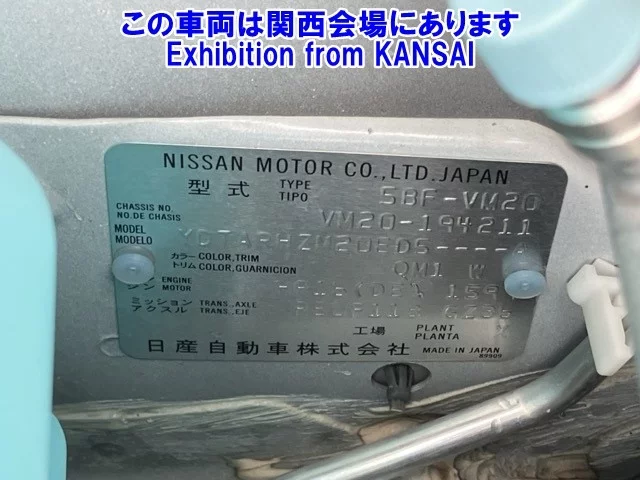 この車両は関西会場にあります
Exhibition from KANSAI
NISSAN MOTOR CO.,LTD.JAPAN
型式 TYPE TIPO 5BF-VM20
CHASSIS NO. NO.DE CHASIS VM20-194211
MODEL MODELO
カラー トリム COLOR,TRIM COLOR,GUARNICION QM1 W
ENGINE MOTOR
ミッション アクスル TRANS.,AXLE TRANS.,EJE
工場 PLANT PLANTA
日産自動車株式会社 MADE IN JAPAN
89909